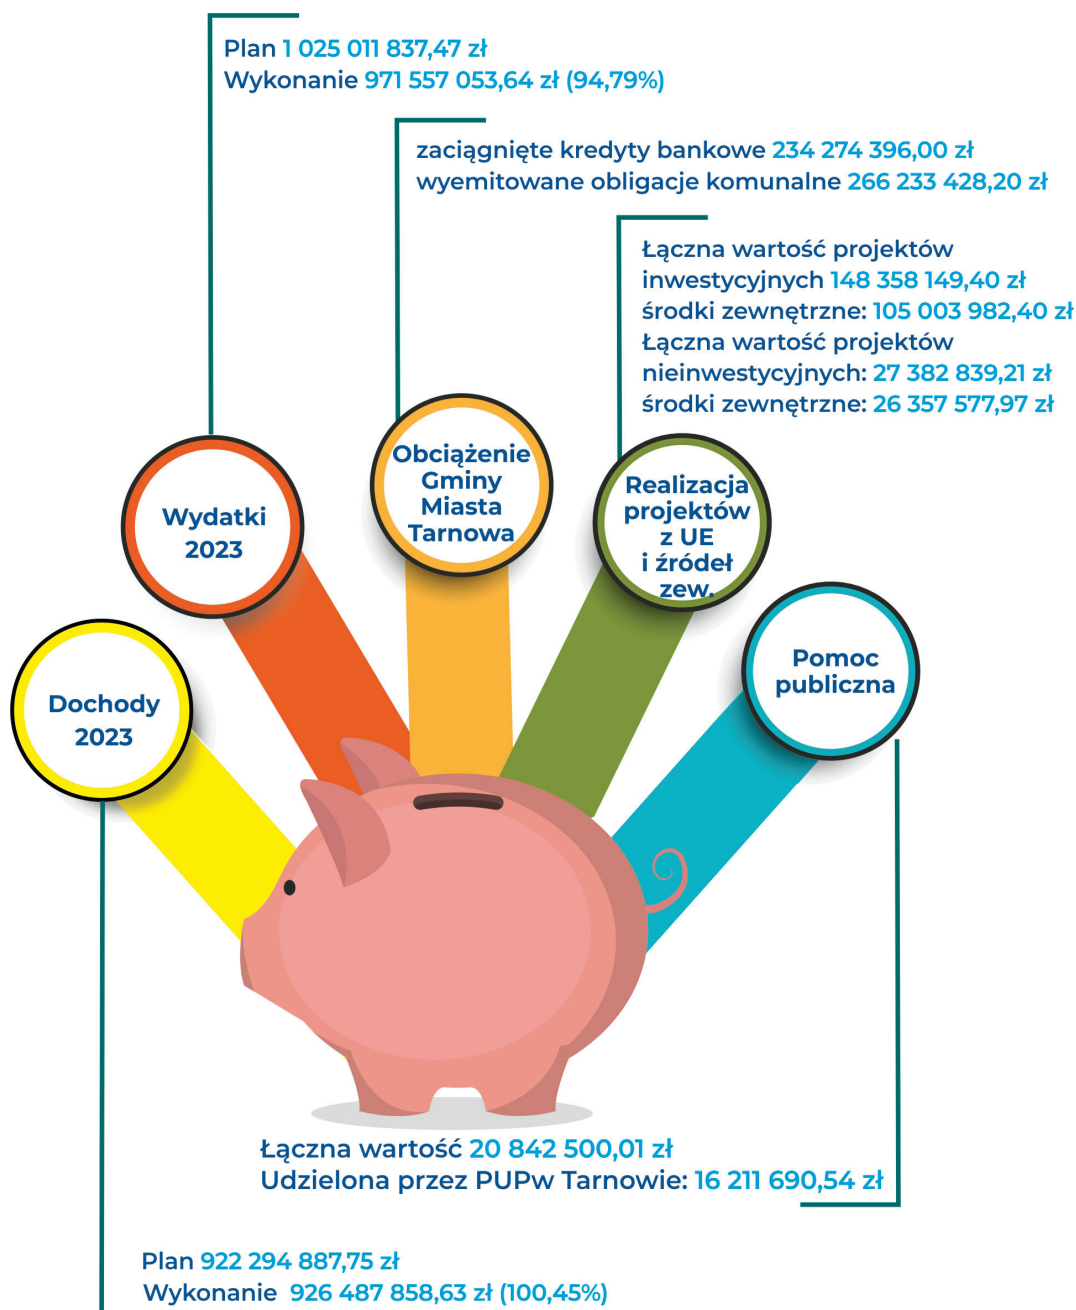 Plan 1 025 011 837,47 zł
Wykonanie 971 557 053,64 zł (94,79%)
zaciągnięte kredyty bankowe 234 274 396,00 zł
wyemitowane obligacje komunalne 266 233 428,20 zł
Łączna wartość projektów
inwestycyjnych 148 358 149,40 zł
środki zewnętrzne: 105 003 982,40 zł
Łączna wartość projektów
nieinwestycyjnych: 27 382 839,21 zł
środki zewnętrzne: 26 357 577,97 zł
Obciążenie
Gminy
Miasta
Tarnowa
Wydatki
2023
Realizacja
projektów
z UE
i źródeł
zew.
Pomoc
publiczna
Dochody
2023
Łączna wartość 20 842 500,01 zł
Udzielona przez PUPw Tarnowie: 16 211 690,54 zł
Plan 922 294 887,75 zł
Wykonanie 926 487 858,63 zł (100,45%)